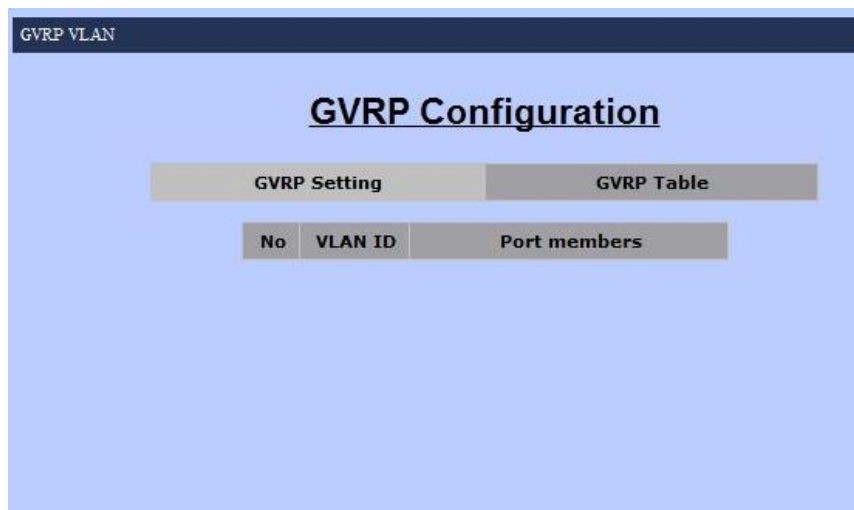 GVRP VLAN
GVRP Configuration
GVRP Setting GVRP Table
No VLAN ID Port members